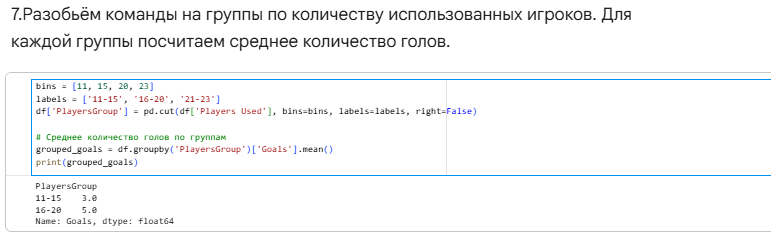 7.Разобьём команды на группы по количеству использованных игроков. Для
каждой группы посчитаем среднее количество голов.
bins = [11, 15, 20, 23]
labels = ['11-15', '16-20', '21-23']
df['PlayersGroup'] = pd.cut(df['Players Used'], bins=bins, labels=labels, right=False)
# Среднее количество голов по группам
grouped_goals = df.groupby('PlayersGroup')['Goals'].mean()
print(grouped_goals)
PlayersGroup
11-15    3.0
16-20    5.0
Name: Goals, dtype: float64